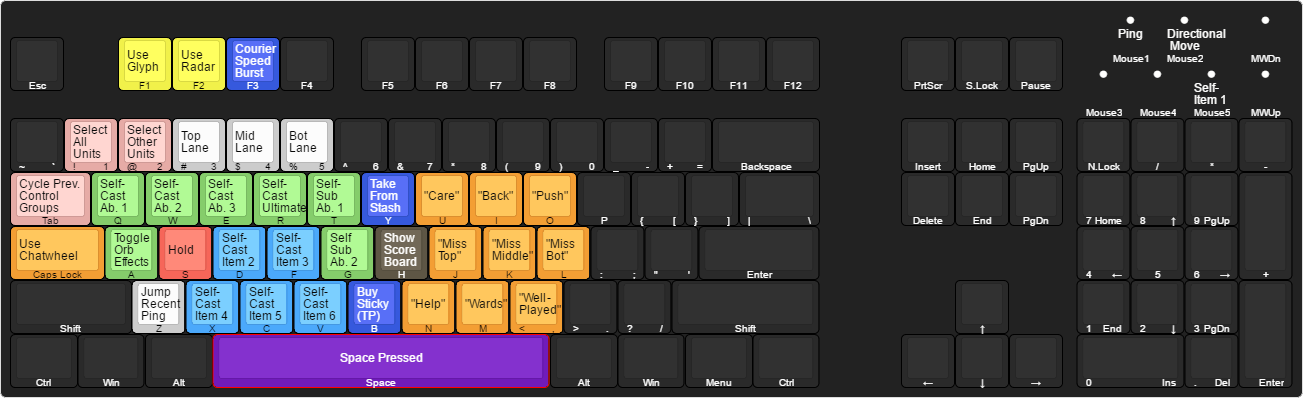 Ping
Directional
Move
Mouse1
Mouse2
MWDn
Self-
Item 1
Mouse3
Mouse4
Mouse5
MWUp
Esc
Use
Glyph
F1
Use
Radar
F2
Courier
Speed
Burst
F3
F4
F5
F6
F7
F8
F9
F10
F11
F12
PrtScr
S.Lock
Pause
~ `
Select
All
Units
! 1
Select
Other
Units
@ 2
Top
Lane
# 3
Mid
Lane
$ 4
Bot
Lane
% 5
^ 6
& 7
* 8
( 9
) 0
_ -
+ =
Backspace
Insert
Home
PgUp
N.Lock
/
*
-
Cycle Prev.
Control
Groups
Tab
Self-
Cast
Ab. 1
Q
Self-
Cast
Ab. 2
W
Self-
Cast
Ab. 3
E
Self-
Cast
Ultimate
R
Self-
Sub
Ab. 1
T
Take
From
Stash
Y
"Care"
U
"Back"
I
"Push"
O
P
{ [
} ]
| \
Delete
End
PgDn
7 Home
8 ↑
9 PgUp
Use
Chatwheel
Caps Lock
Toggle
Orb
Effects
A
Hold
S
Self-
Cast
Item 2
D
Self-
Cast
Item 3
F
Self
Sub
Ab. 2
G
Show
Score
Board
H
"Miss
Top"
J
"Miss
Middle"
K
"Miss
Bot"
L
: ;
" '
Enter
4 ←
5
6 →
+
Shift
Jump
Recent
Ping
Z
Self-
Cast
Item 4
X
Self-
Cast
Item 5
C
Self-
Cast
Item 6
V
Buy
Sticky
(TP)
B
"Help"
N
"Wards"
M
"Well-
Played"
< ,
> .
? /
Shift
↑
1 End
2 ↓
3 PgDn
Ctrl
Win
Alt
Space Pressed
Space
Alt
Win
Menu
Ctrl
←
↓
→
0 Ins
. Del
Enter